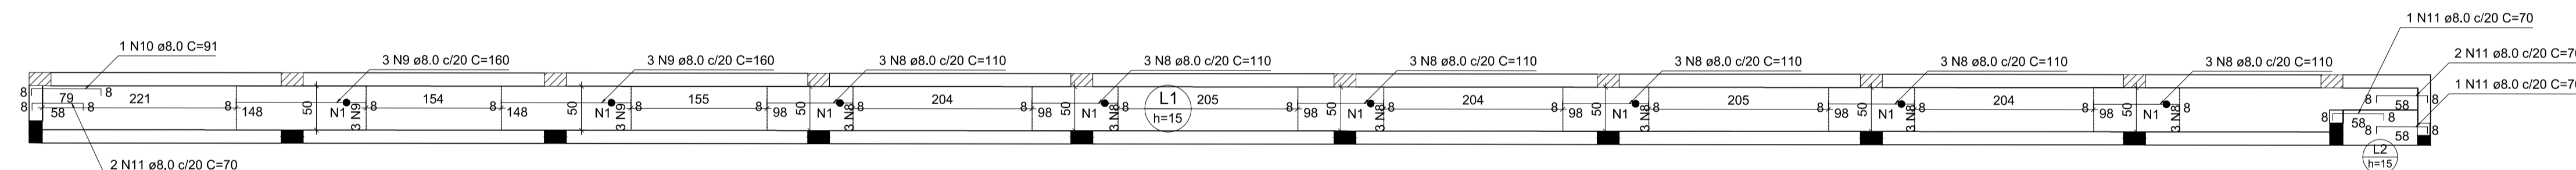 1 N11 ø8.0 c/20 C=70
1 N10 ø8.0 C=91
3 N9 ø8.0 c/20 C=160
3 N9 ø8.0 c/20 C=160
3 N8 ø8.0 c/20 C=110
3 N8 ø8.0 c/20 C=110
3 N8 ø8.0 c/20 C=110
3 N8 ø8.0 c/20 C=110
3 N8 ø8.0 c/20 C=110
3 N8 ø8.0 c/20 C=110
2 N11 ø8.0 c/20 C=70
1 N11 ø8.0 c/20 C=70
8 79 8
8 58 8
221
8 148 50 N1 3 N9 8
154
8 148 50 N1 3 N9 8
155
8 98 50 N1 3 N8 8
204
8 98 50 N1 3 N8 8
L1
h=15
205
8 98 50 N1 3 N8 8
204
8 98 50 N1 3 N8 8
205
8 98 50 N1 3 N8 8
204
8 98 50 N1 3 N8 8
8 58 8
8 58 8
8 58 8
L2
h=15
2 N11 ø8.0 c/20 C=70